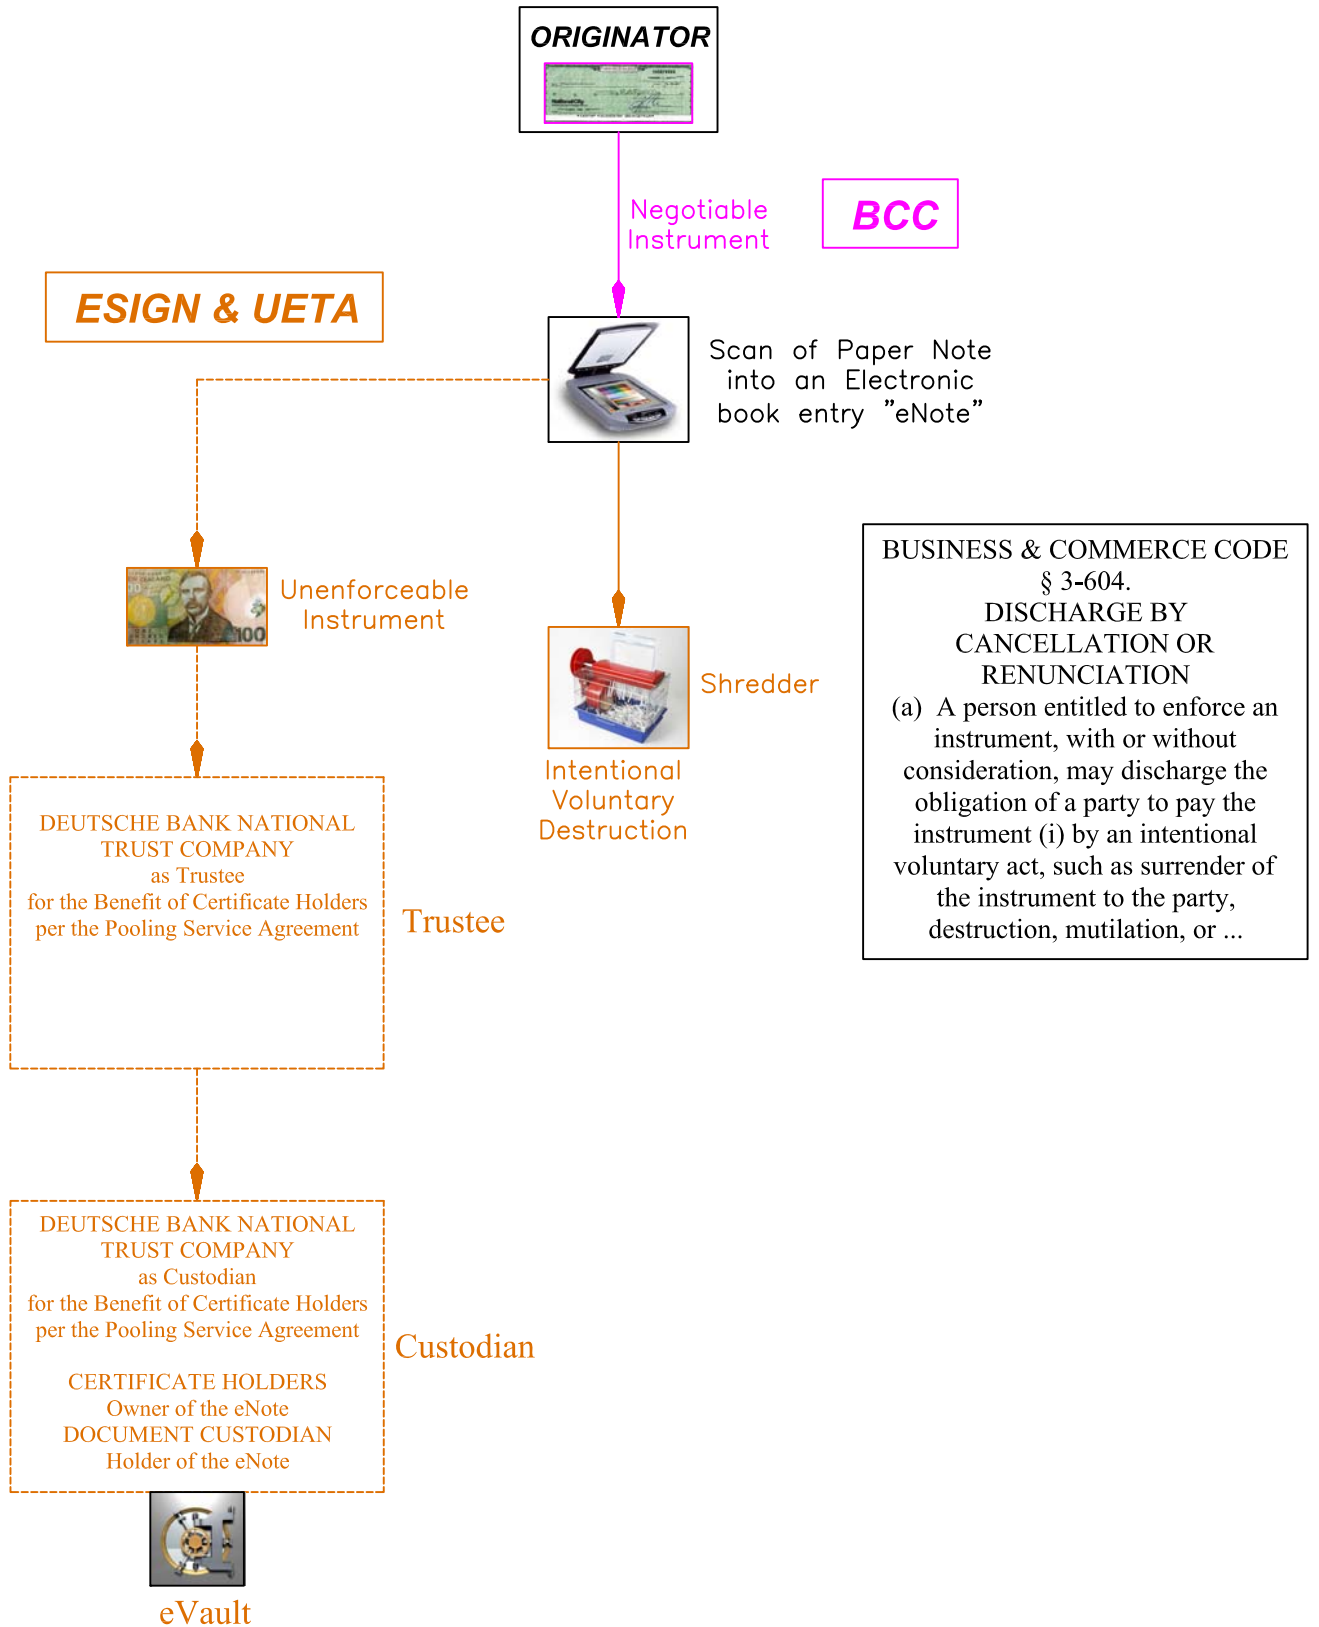 ORIGINATOR
Negotiable
Instrument
BCC
ESIGN & UETA
Scan of Paper Note
into an Electronic
book entry "eNote"
Unenforceable
Instrument
100
Shredder
Intentional
Voluntary
Destruction
BUSINESS & COMMERCE CODE
§ 3-604.
DISCHARGE BY
CANCELLATION OR
RENUNCIATION
(a) A person entitled to enforce an
instrument, with or without
consideration, may discharge the
obligation of a party to pay the
instrument (i) by an intentional
voluntary act, such as surrender of
the instrument to the party,
destruction, mutilation, or ...
DEUTSCHE BANK NATIONAL
TRUST COMPANY
as Trustee
for the Benefit of Certificate Holders
per the Pooling Service Agreement
Trustee
DEUTSCHE BANK NATIONAL
TRUST COMPANY
as Custodian
for the Benefit of Certificate Holders
per the Pooling Service Agreement
CERTIFICATE HOLDERS
Owner of the eNote
DOCUMENT CUSTODIAN
Holder of the eNote
Custodian
eVault